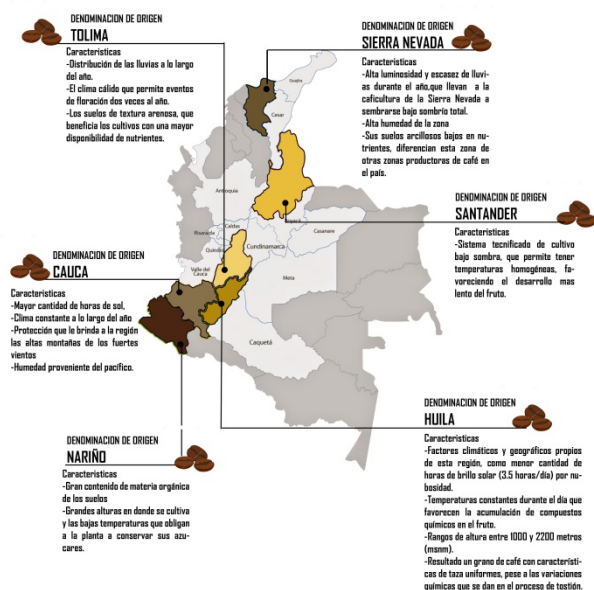 DENOMINACION DE ORIGEN
TOLIMA
Caracteristicas
-Distribución de las lluvias a lo largo
del año.
-El clima cálido que permite eventos
de floración dos veces al año.
-Los suelos de textura arenosa, que
beneficia los cultivos con una mayor
disponibilidad de nutrientes.
DENOMINACION DE ORIGEN
SIERRA NEVADA
Caracteristicas
-Alta luminosidad y escasez de lluvi-
as durante el año,que llevan a la
caficultura de la Sierra Nevada a
sembrarse bajo sombrío total.
-Alta humedad de la zona
-Sus suelos arcillosos bajos en nu-
trientes, diferencian esta zona de
otras zonas productoras de café en
el país.
DENOMINACION DE ORIGEN
SANTANDER
Caracteristicas
-Sistema tecnificado de cultivo
bajo sombra, que permite tener
temperaturas homogéneas, fa-
voreciendo el desarrollo mas
lento del fruto.
DENOMINACION DE ORIGEN
CAUCA
Caracteristicas
-Mayor cantidad de horas de sol,
-Clima constante a lo largo del año
-Protección que le brinda a la región
las altas montañas de los fuertes
vientos
-Humedad proveniente del pacífico.
Guajira
Cesar
Antioquia
Boyacá
Casanare
Risaralda
Caldas
Quindío
Cundinamarca
Valle del
Cauca
Meta
Caquetá
DENOMINACION DE ORIGEN
NARIÑO
Caracteristicas
-Gran contenido de materia orgánica
de los suelos
-Grandes alturas en donde se cultiva
y las bajas temperaturas que obligan
a la planta a conservar sus azu-
cares.
DENOMINACION DE ORIGEN
HUILA
Caracteristicas
-Factores climáticos y geográficos propios
de esta región, como menor cantidad de
horas de brillo solar (3.5 horas/día) por nu-
bosidad.
-Temperaturas constantes durante el día que
favorecen la acumulación de compuestos
químicos en el fruto.
-Rangos de altura entre 1000 y 2200 metros
(msnm).
-Resultado un grano de café con característi-
cas de taza uniformes, pese a las variaciones
químicas que se dan en el proceso de tostión.